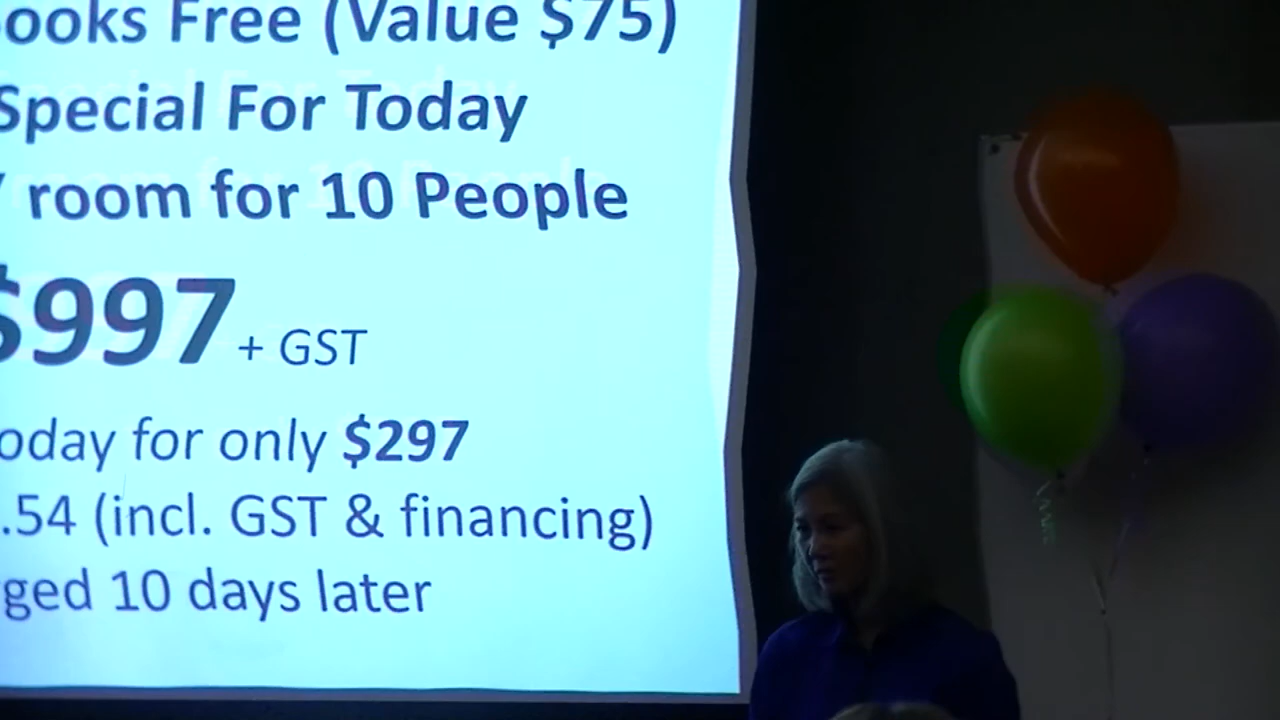 ooks Free (Value $75)
Special For Today
room for 10 People
$997 + GST
oday for only $297
.54 (incl. GST & financing)
ged 10 days later